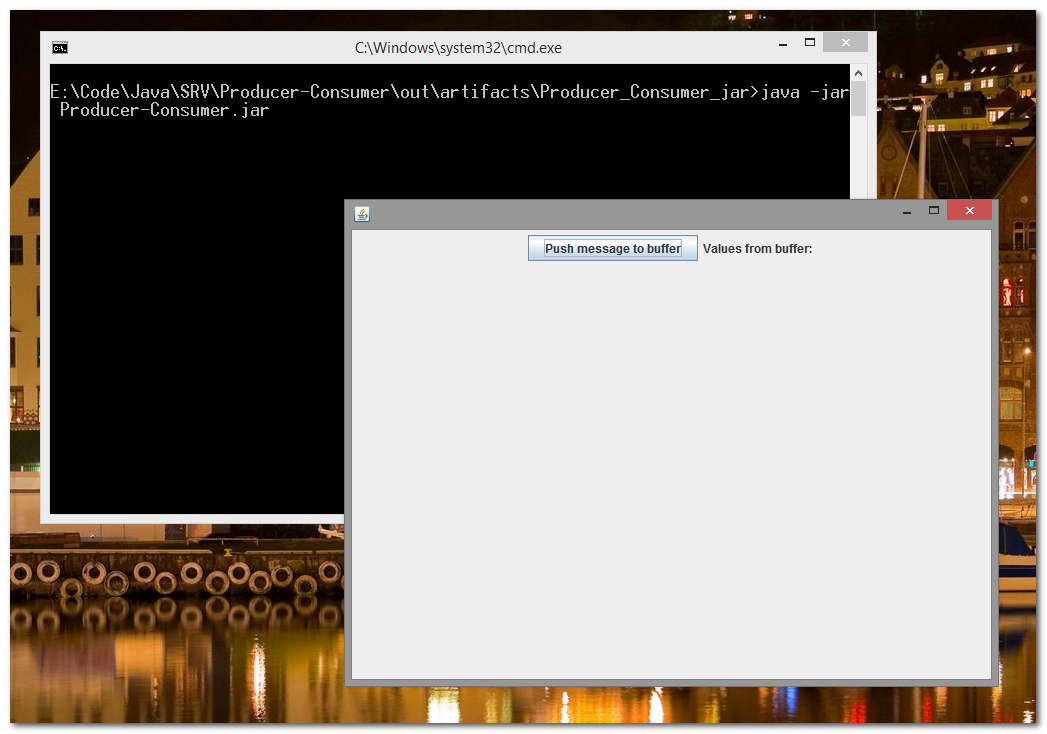 C:\Windows\system32\cmd.exe
E:\Code\Java\SRV\Producer-Consumer\out\artifacts\Producer_Consumer_jar>java -jar
Producer-Consumer.jar
Push message to buffer Values from buffer: